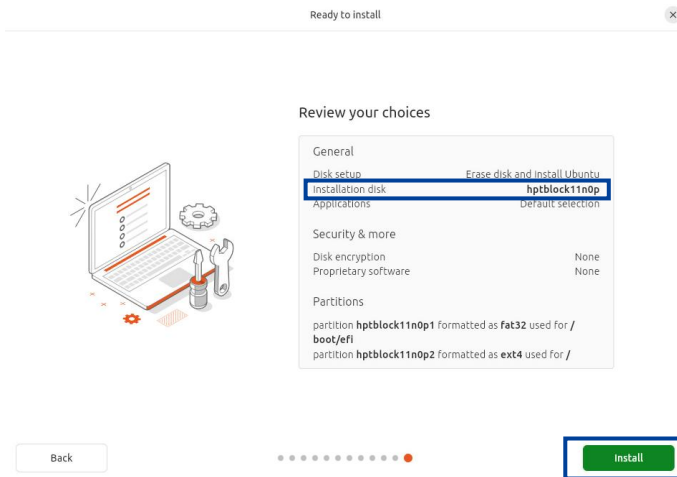 Ready to install
Review your choices
General
Disk setup Erase disk and install Ubuntu
Installation disk hptblock11n0p
Applications Default selection
Security & more
Disk encryption None
Proprietary software None
Partitions
partition hptblock11n0p1 formatted as fat32 used for /
boot/efi
partition hptblock11n0p2 formatted as ext4 used for /
Back
Install